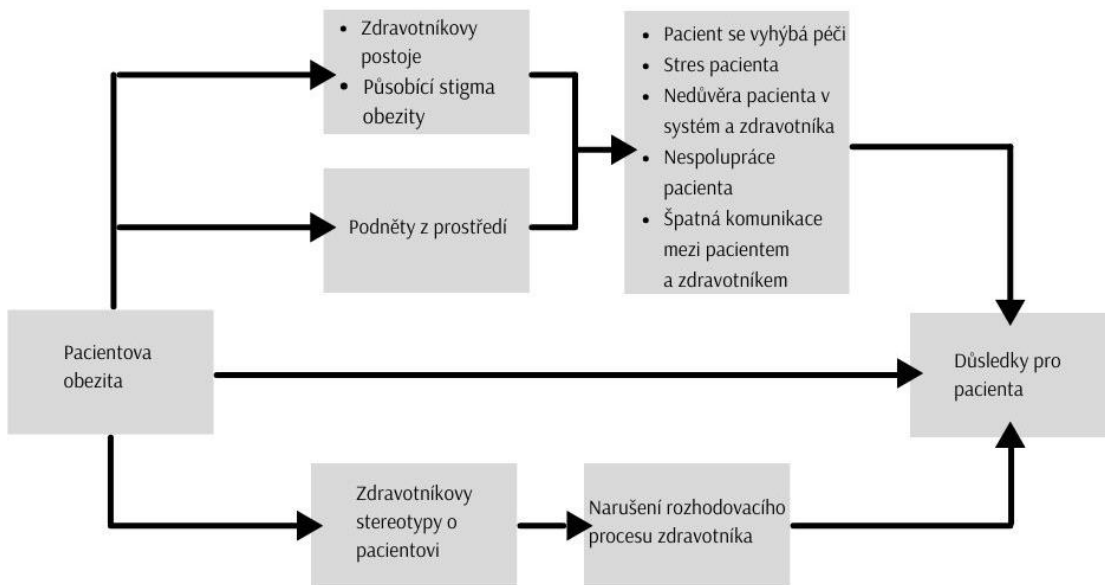 • Zdravotníkovy
postoje
• Působící stigma
obezity
• Pacient se vyhýbá péči
• Stres pacienta
• Nedůvěra pacienta v
systém a zdravotníka
• Nespolupráce
pacienta
• Špatná komunikace
mezi pacientem
a zdravotníkem
Podněty z prostředí
Pacientova
obezita
Důsledky pro
pacienta
Zdravotníkovy
stereotypy o
pacientovi
Narušení rozhodovacího
procesu zdravotníka